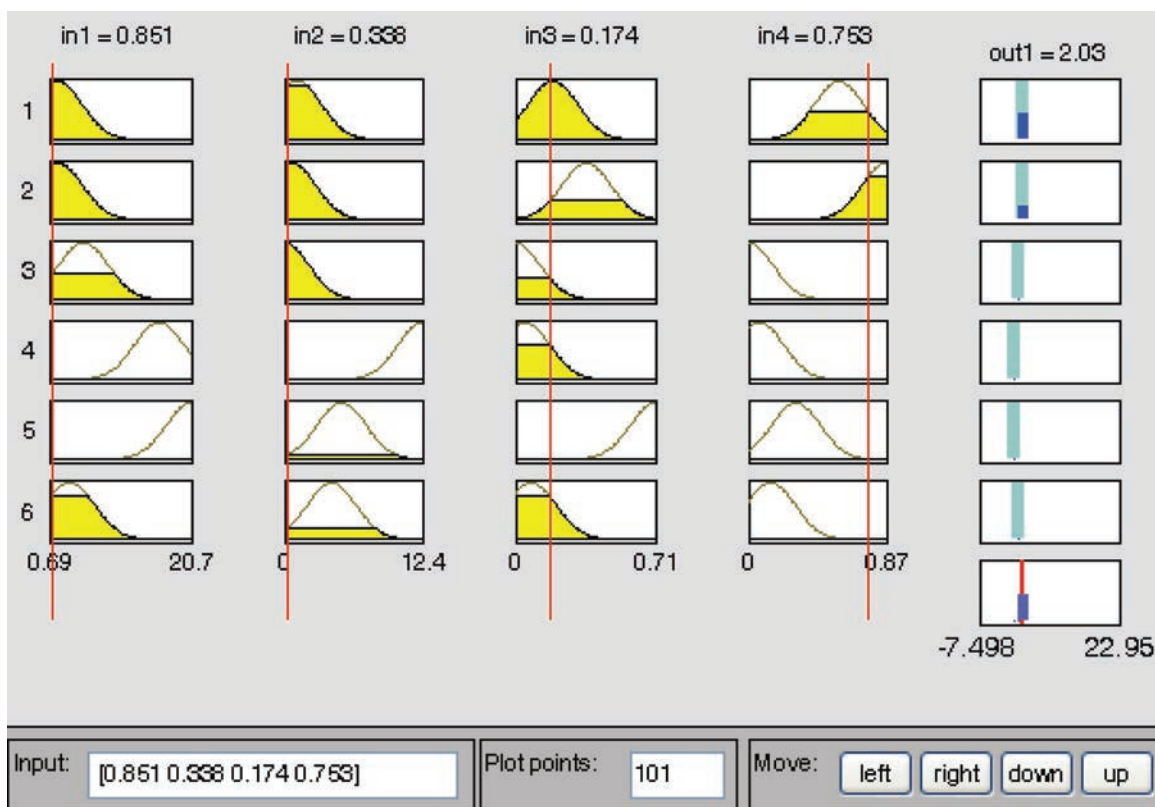 in1 = 0.851 in2 = 0.338 in3 = 0.174 in4 = 0.753
out1 = 2.03
1
2
3
4
5
6
0.69 20.7 0 12.4 0 0.71 0 0.87
-7.498 22.95
Input: [0.851 0.338 0.174 0.753] Plot points: 101 Move: left right down up